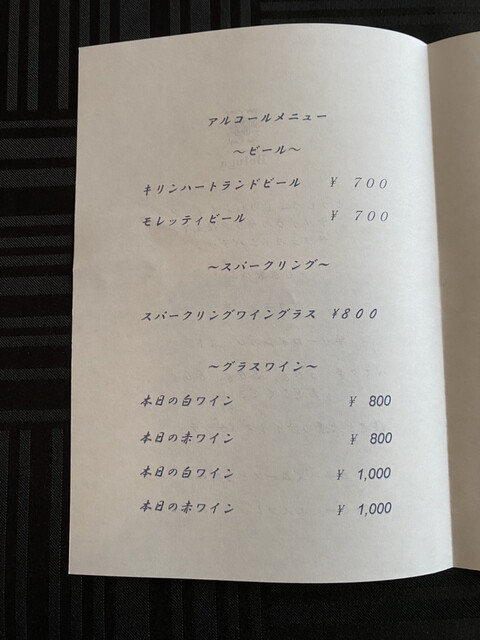 アルコールメニュー
～ビール～
キリンハートランドビール ¥ 700
モレッティビール ¥ 700
～スパークリング～
スパークリングワイングラス ¥800
～グラスワイン～
本日の白ワイン ¥ 800
本日の赤ワイン ¥ 800
本日の白ワイン ¥ 1,000
本日の赤ワイン ¥ 1,000